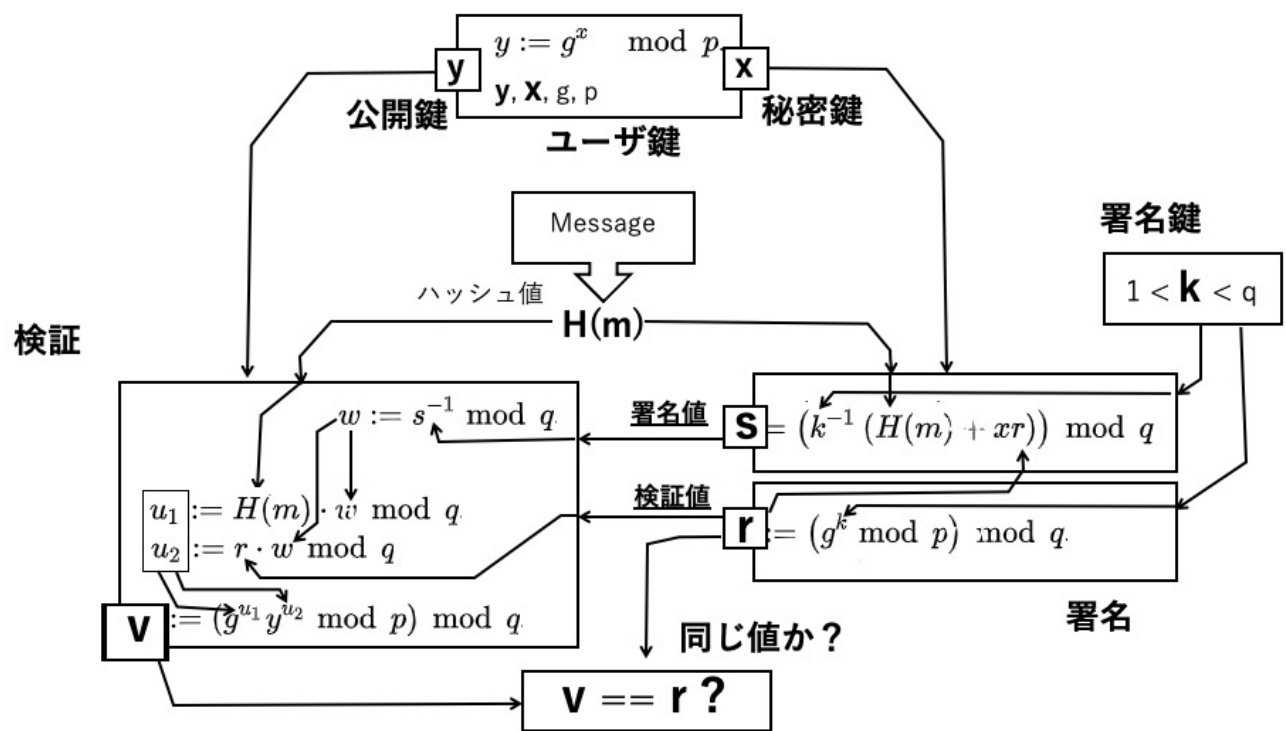 y := g^x mod p.
y
x
y, x, g, p
公開鍵
秘密鍵
ユーザ鍵
Message
署名鍵
ハッシュ値
H(m)
1 < k < q
検証
w := s^{-1} mod q.
署名値
S = (k^{-1} (H(m) + xr)) mod q
u_1 := H(m) · w mod q.
検証値
r := (g^k mod p) mod q.
u_2 := r · w mod q
v := (g^{u_1} y^{u_2} mod p) mod q.
署名
同じ値か？
v == r ?